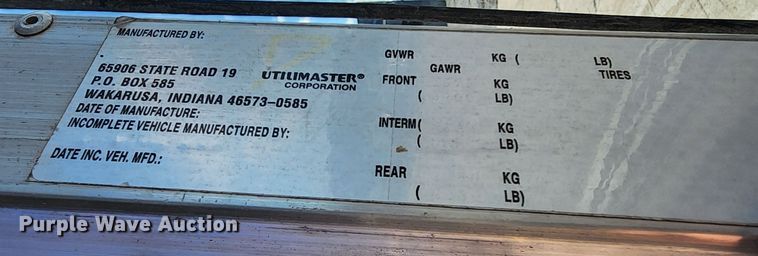 MANUFACTURED BY:
65906 STATE ROAD 19
P.O. BOX 585
WAKARUSA, INDIANA 46573-0585
UTILIMASTER®
CORPORATION
DATE OF MANUFACTURE:
INCOMPLETE VEHICLE MANUFACTURED BY:
DATE INC. VEH. MFD.:
GVWR KG ( LB)
GAWR TIRES
FRONT KG
( LB)
INTERM( KG
( LB)
REAR KG
( LB)
Purple Wave Auction